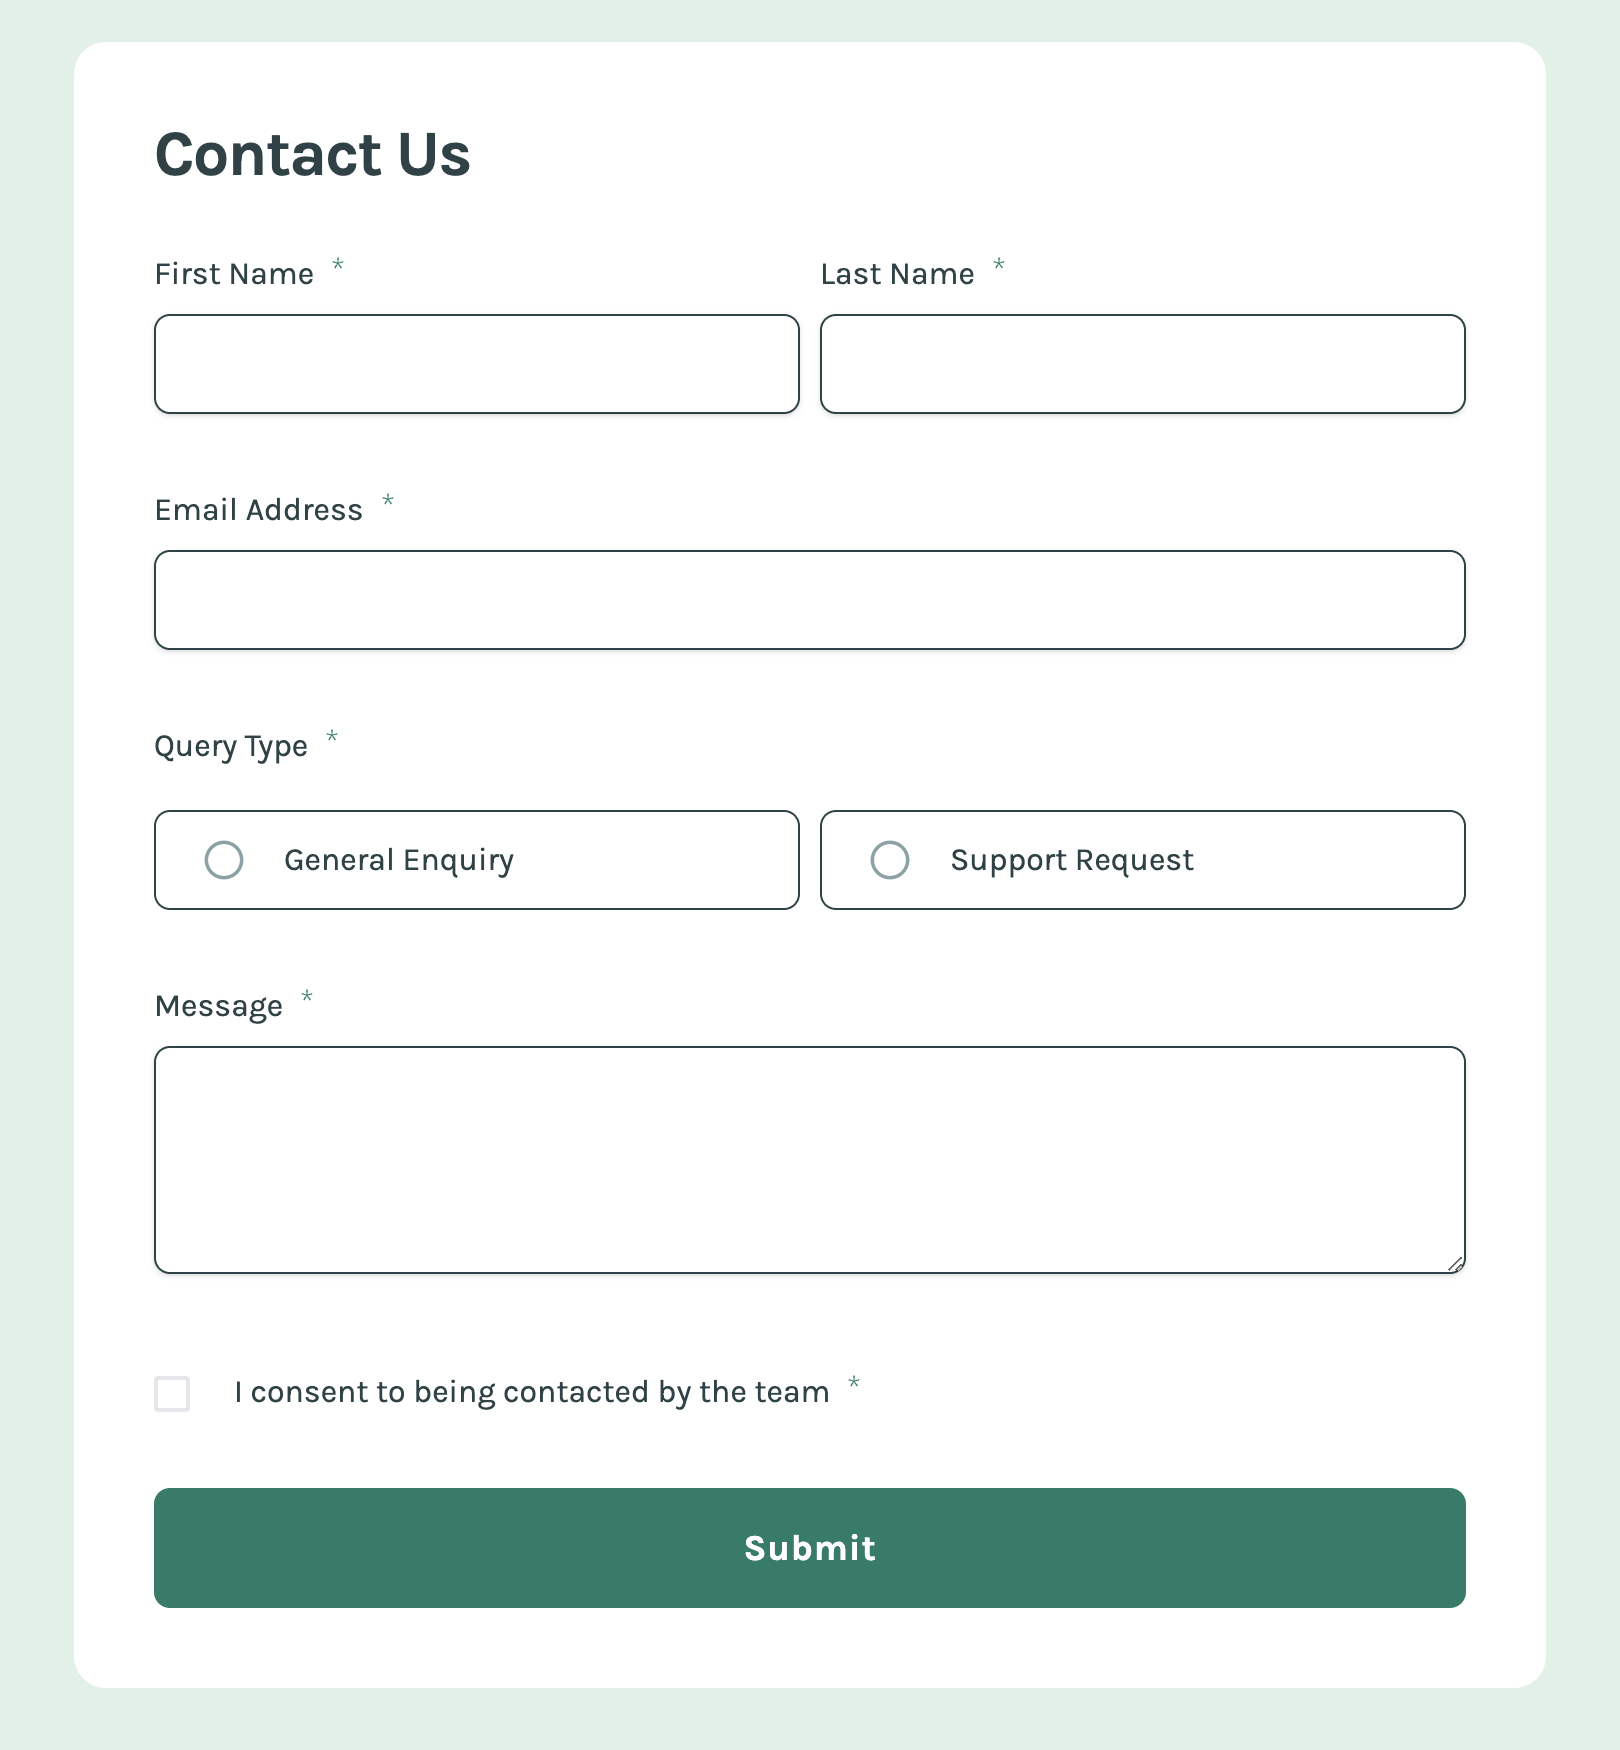 Contact Us
First Name *
Last Name *
Email Address *
Query Type *
General Enquiry
Support Request
Message *
I consent to being contacted by the team *
Submit